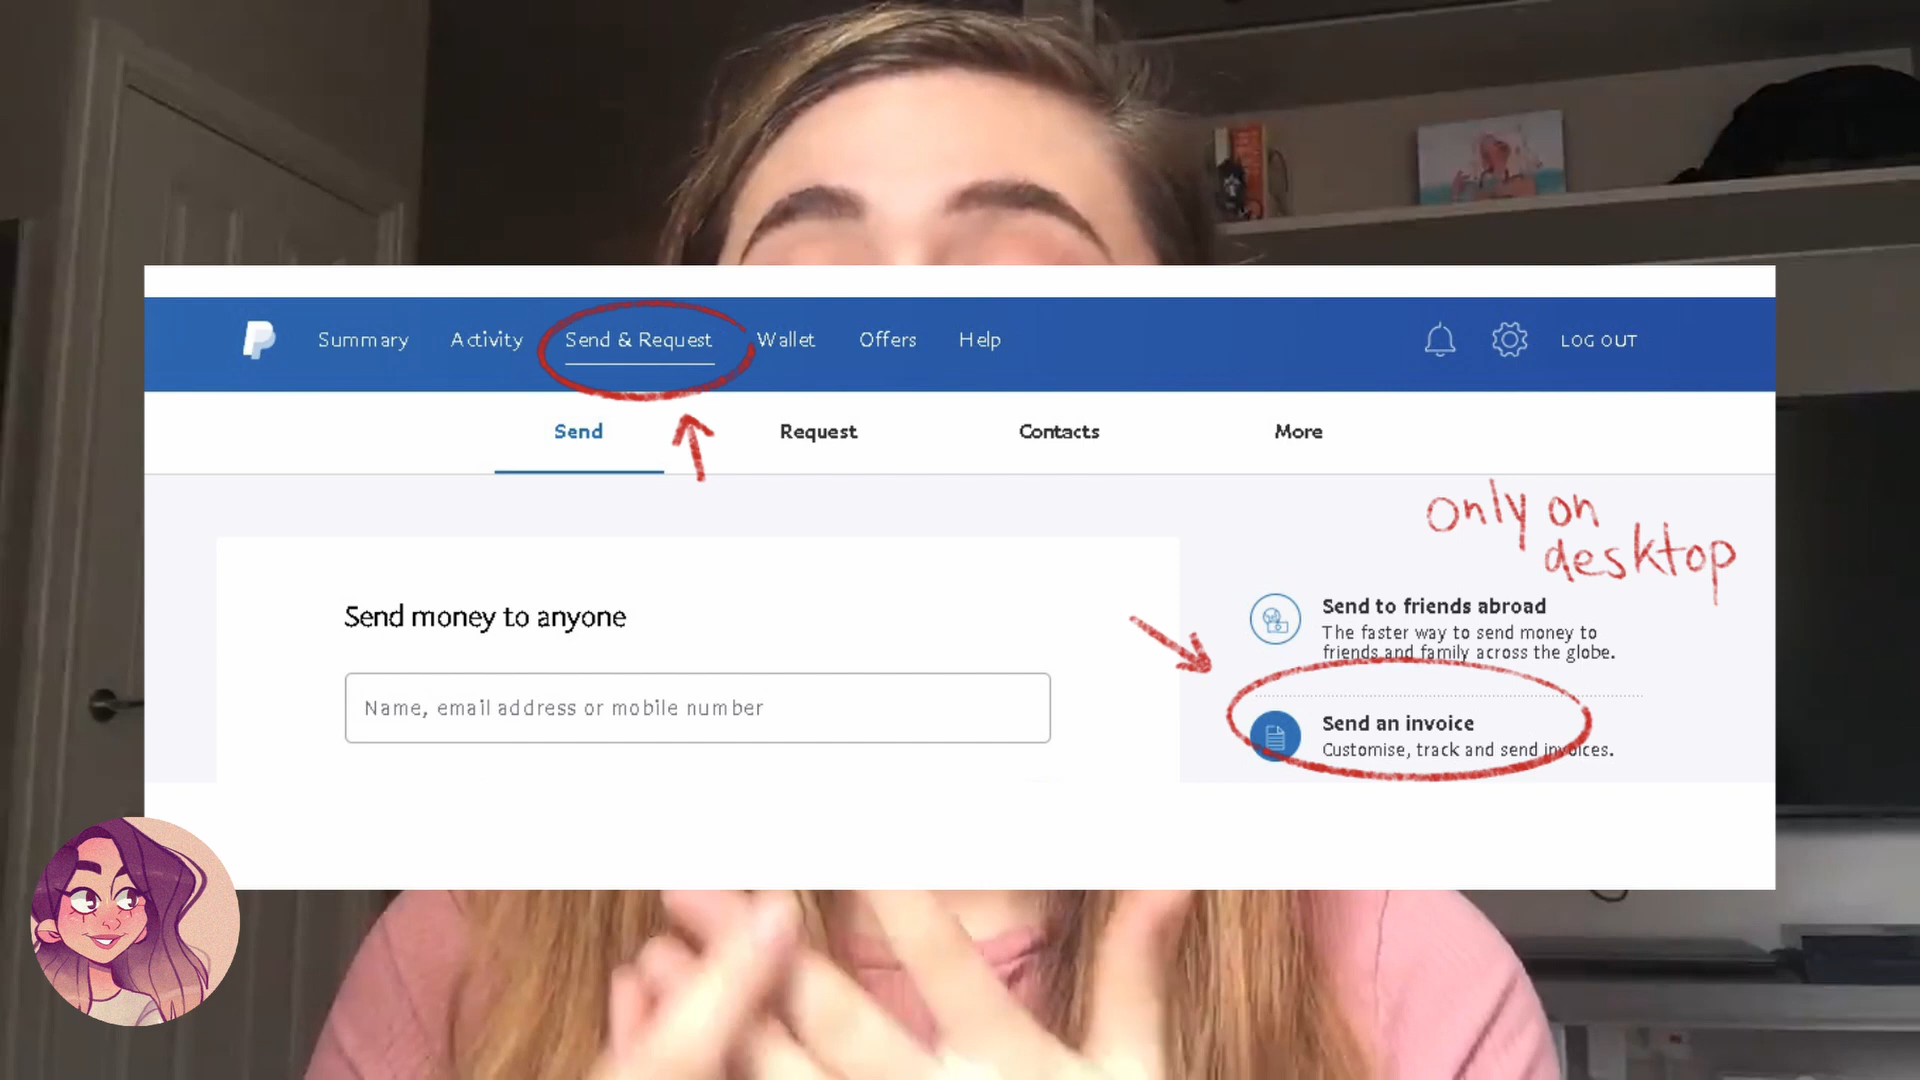 Summary Activity Send & Request Wallet Offers Help LOG OUT
Send Request Contacts More
only on
desktop
Send money to anyone
Name, email address or mobile number
Send to friends abroad
The faster way to send money to
friends and family across the globe.
Send an invoice
Customise, track and send invoices.